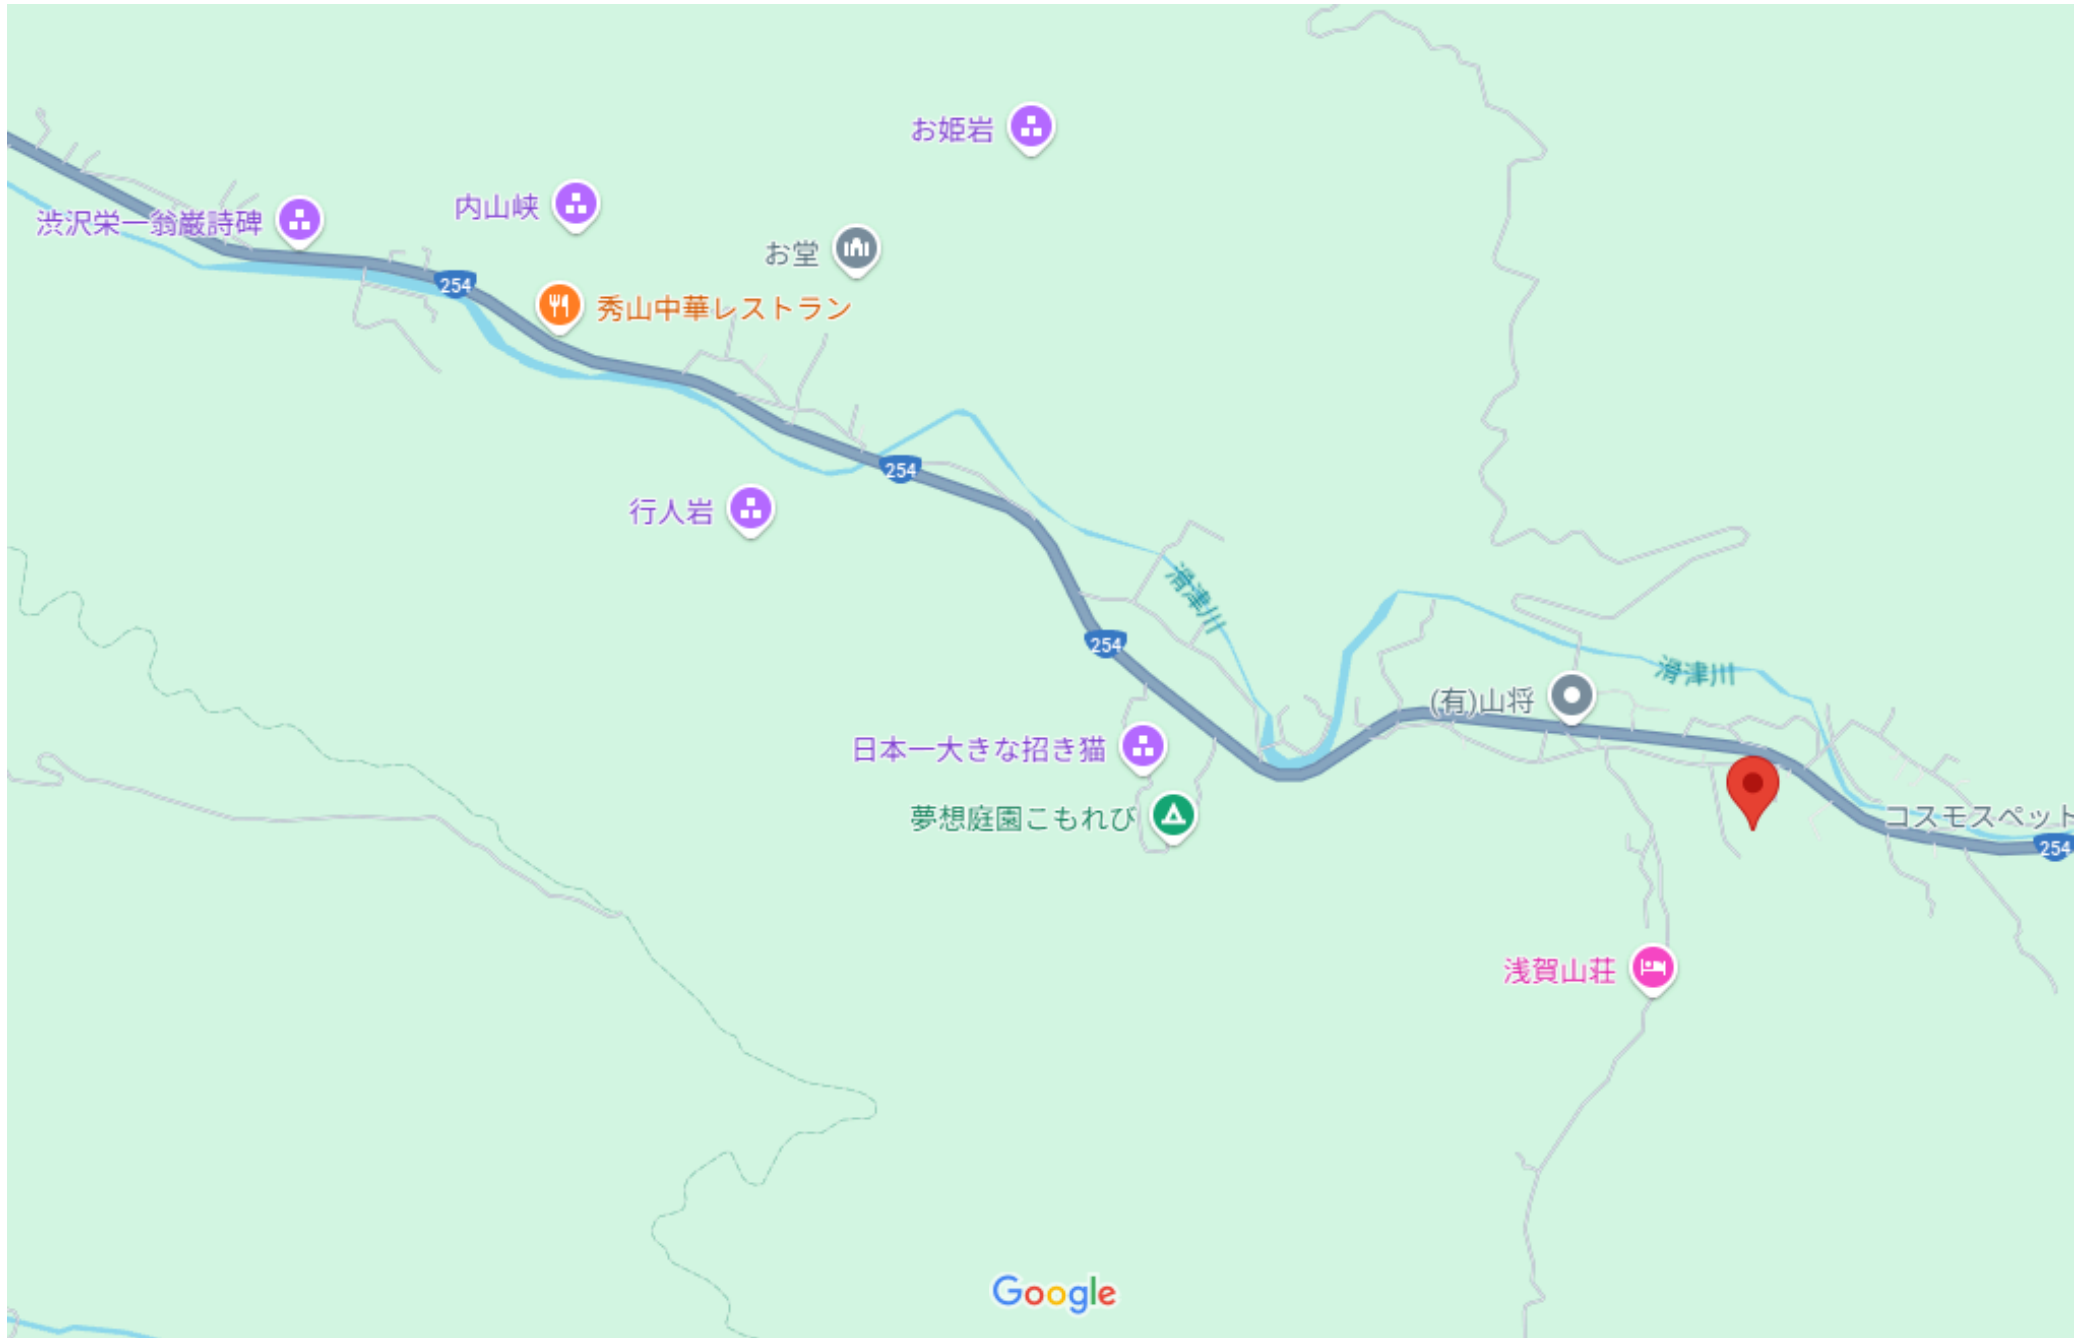 お姫岩
内山峡
渋沢栄一翁巌詩碑
お堂
254
秀山中華レストラン
254
行人岩
滑津川
254
滑津川
(有)山将
日本一大きな招き猫
夢想庭園こもれび
コスモスペット
254
浅賀山荘
Google